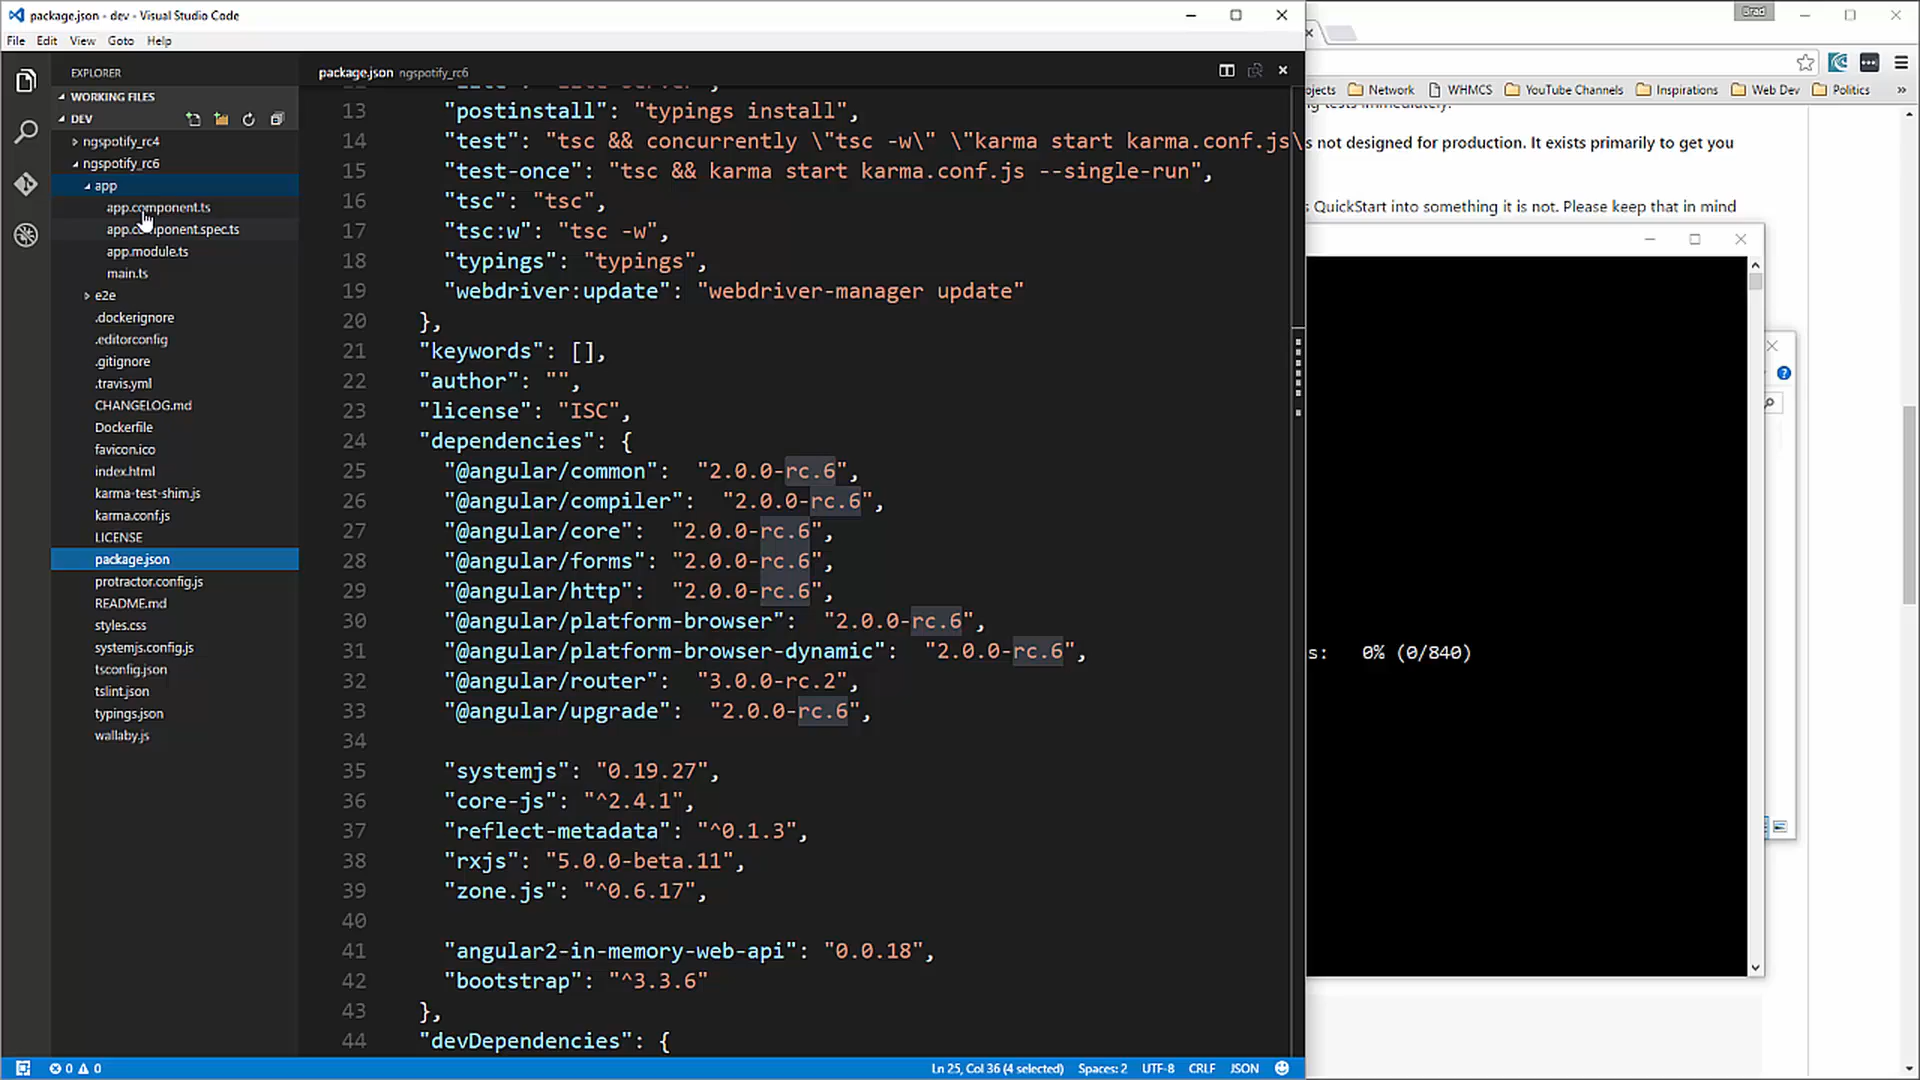 package.json - dev - Visual Studio Code
Brad
File Edit View Goto Help
EXPLORER
WORKING FILES
DEV
ngspotify_rc4
ngspotify_rc6
app
app.component.ts
app.component.spec.ts
app.module.ts
main.ts
e2e
.dockerignore
.editorconfig
.gitignore
.travis.yml
CHANGELOG.md
Dockerfile
favicon.ico
index.html
karma-test-shim.js
karma.conf.js
LICENSE
package.json
protractor.config.js
README.md
styles.css
systemjs.config.js
tsconfig.json
tslint.json
typings.json
wallaby.js
package.json ngspotify_rc6
13 "postinstall": "typings install",
14 "test": "tsc && concurrently \"tsc -w\" \"karma start karma.conf.js\
15 "test-once": "tsc && karma start karma.conf.js --single-run",
16 "tsc": "tsc",
17 "tsc:w": "tsc -w",
18 "typings": "typings",
19 "webdriver:update": "webdriver-manager update"
20 },
21 "keywords": [],
22 "author": "",
23 "license": "ISC",
24 "dependencies": {
25 "@angular/common":  "2.0.0-rc.6",
26 "@angular/compiler":  "2.0.0-rc.6",
27 "@angular/core":  "2.0.0-rc.6",
28 "@angular/forms": "2.0.0-rc.6",
29 "@angular/http":  "2.0.0-rc.6",
30 "@angular/platform-browser":  "2.0.0-rc.6",
31 "@angular/platform-browser-dynamic":  "2.0.0-rc.6",
32 "@angular/router":  "3.0.0-rc.2",
33 "@angular/upgrade":  "2.0.0-rc.6",
34
35 "systemjs": "0.19.27",
36 "core-js": "^2.4.1",
37 "reflect-metadata": "^0.1.3",
38 "rxjs": "5.0.0-beta.11",
39 "zone.js": "^0.6.17",
40
41 "angular2-in-memory-web-api": "0.0.18",
42 "bootstrap": "^3.3.6"
43 },
44 "devDependencies": {
0 0 Ln 25, Col 36 (4 selected) Spaces: 2 UTF-8 CRLF JSON
ojects Network WHMCS YouTube Channels Inspirations Web Dev Politics »
g tests immediately.
s not designed for production. It exists primarily to get you
s QuickStart into something it is not. Please keep that in mind
s: 0% (0/840)